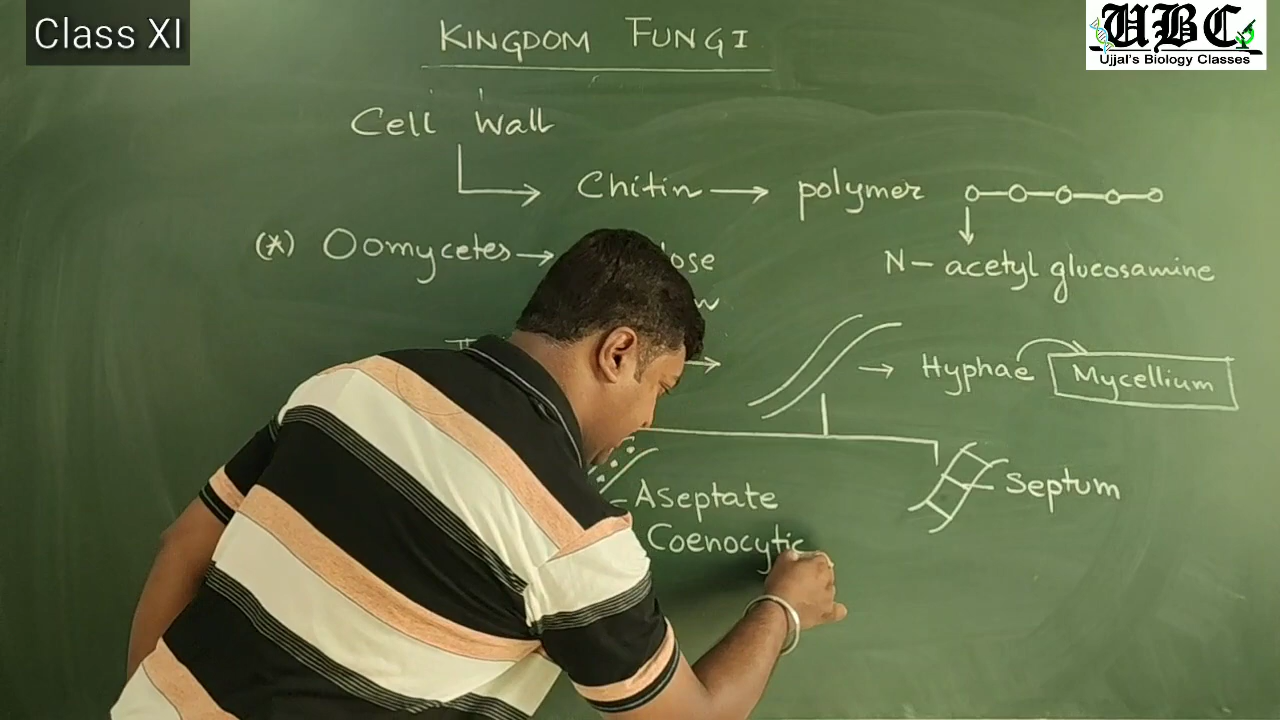 Class XI
UBC
Ujjal's Biology Classes
KINGDOM FUNGI
Cell Wall
Chitin → polymer
(*) Oomycetes →
N- acetyl glucosamine
→ Hyphae Mycellium
Septum
Aseptate
Coenocytic